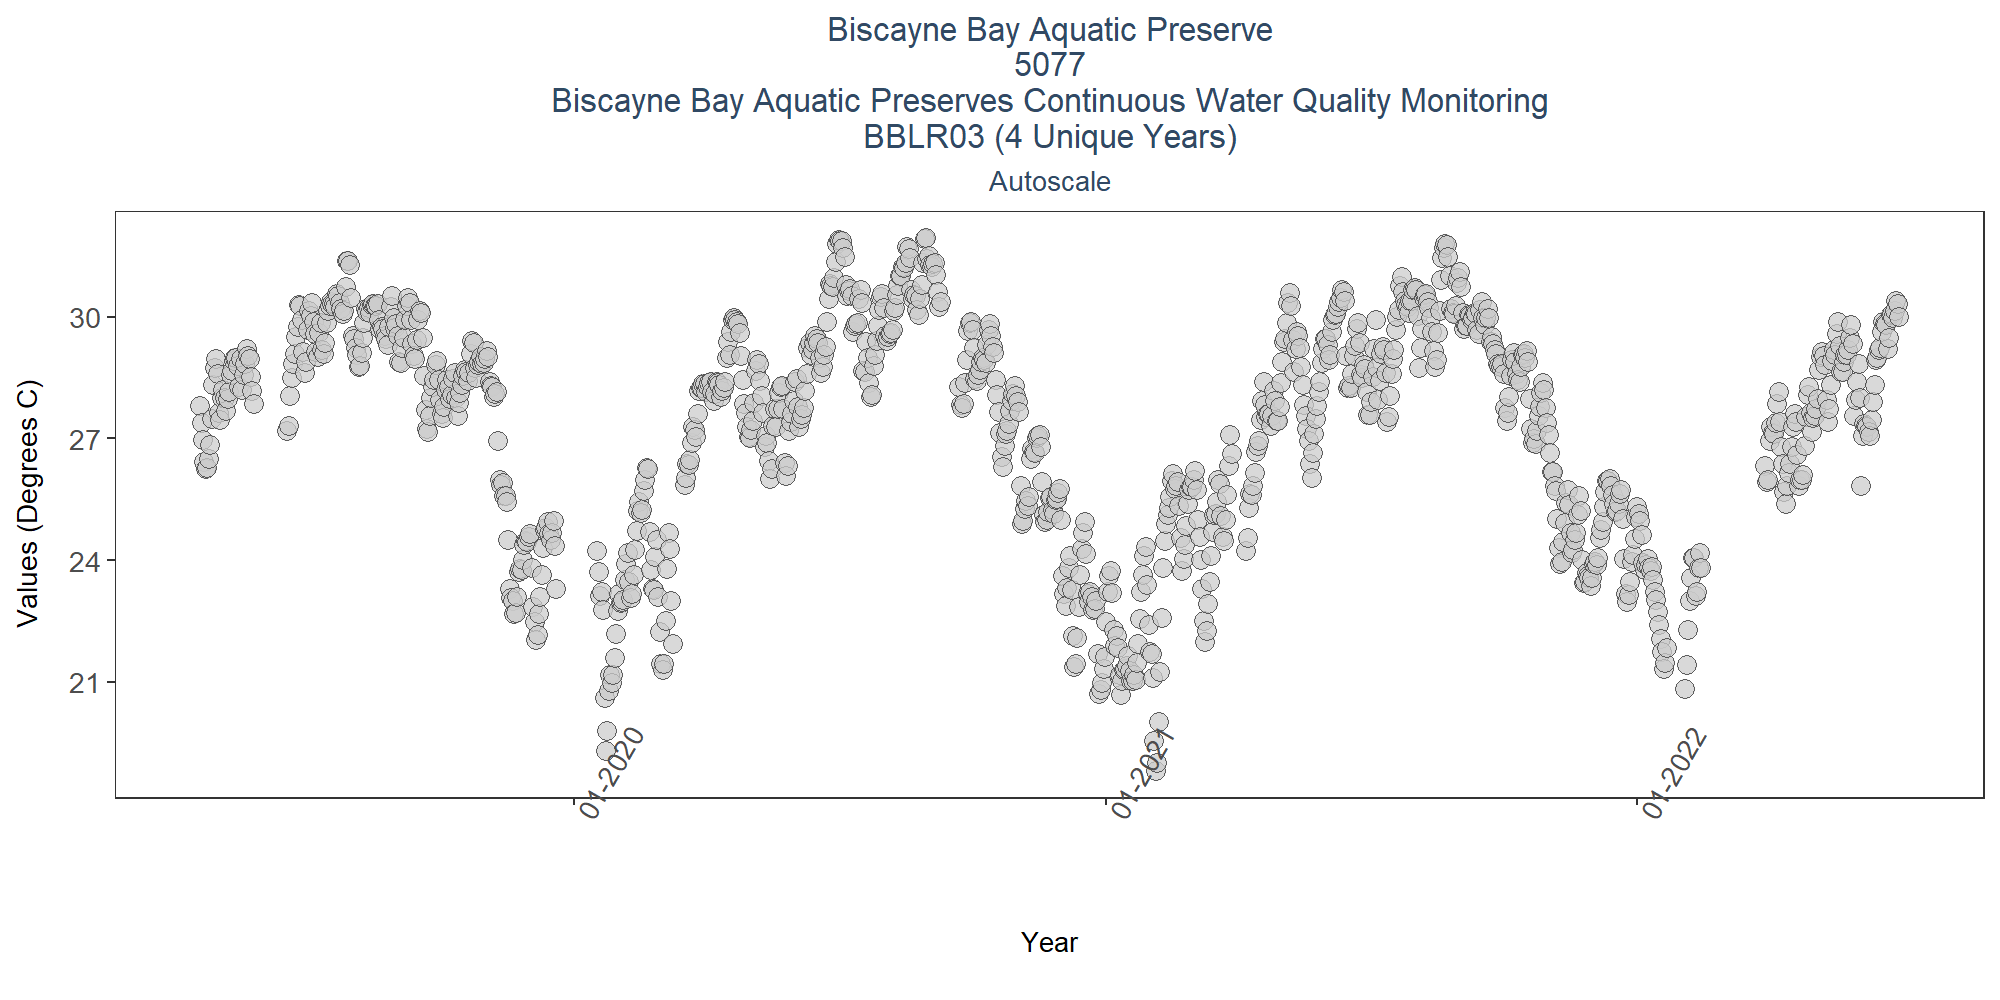 Biscayne Bay Aquatic Preserve
5077
Biscayne Bay Aquatic Preserves Continuous Water Quality Monitoring
BBLR03 (4 Unique Years)
Autoscale
Values (Degrees C)
30
27
24
21
01-2020
01-2021
01-2022
Year